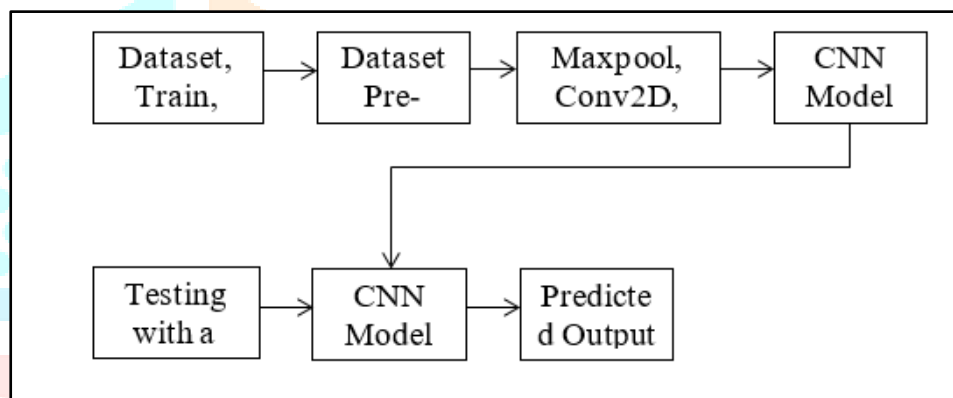 Dataset,
Train,
Dataset
Pre-
Maxpool,
Conv2D,
CNN
Model
Testing
with a
CNN
Model
Predicte
d Output